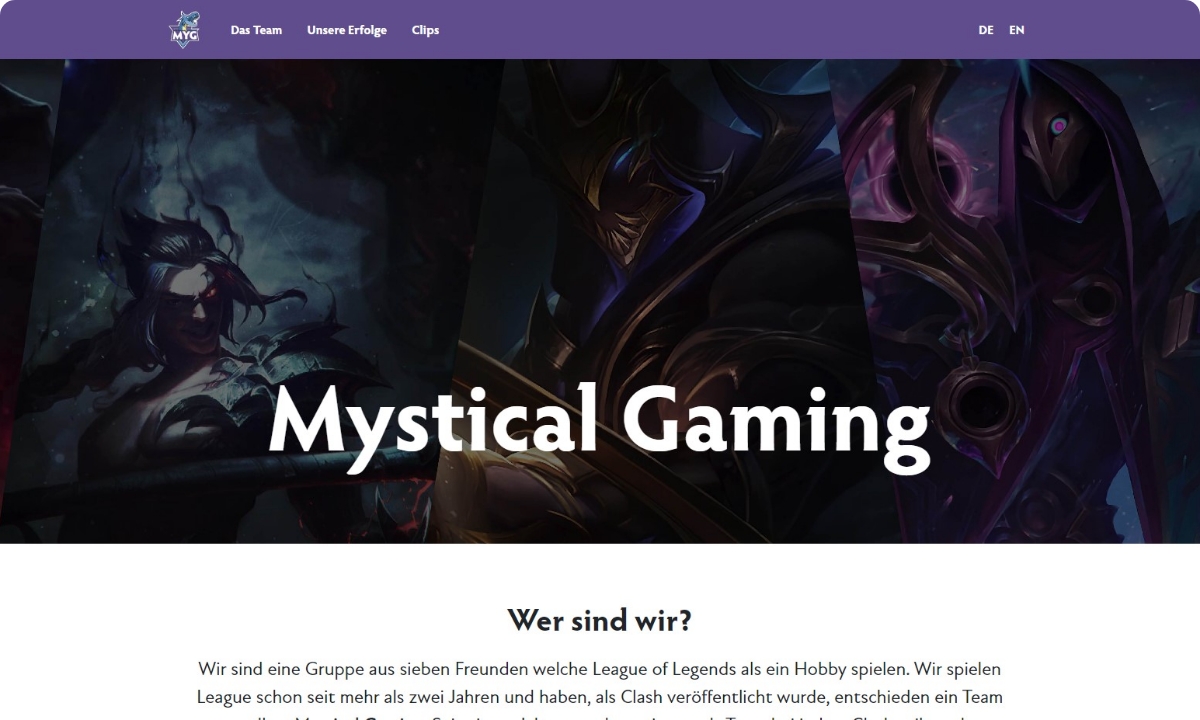 MYG
Das Team
Unsere Erfolge
Clips
DE
EN
Mystical Gaming
Wer sind wir?
Wir sind eine Gruppe aus sieben Freunden welche League of Legends als ein Hobby spielen. Wir spielen
League schon seit mehr als zwei Jahren und haben, als Clash veröffentlicht wurde, entschieden ein Team